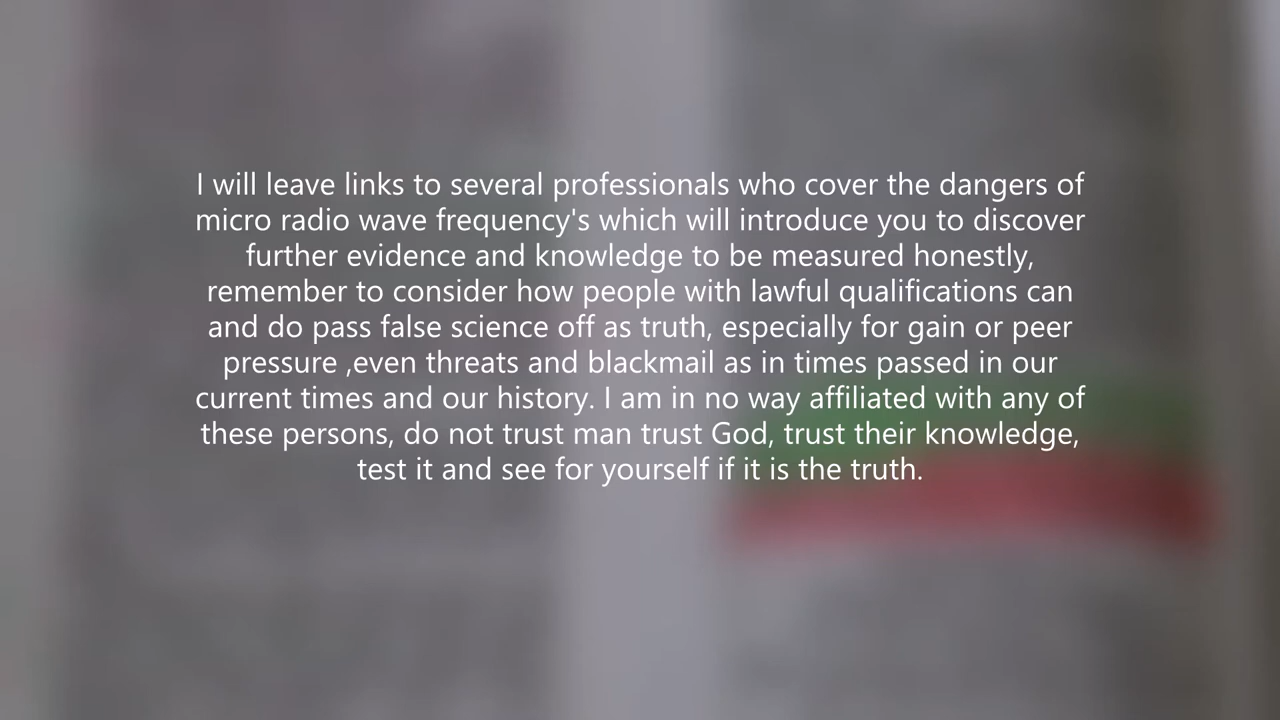 I will leave links to several professionals who cover the dangers of
micro radio wave frequency's which will introduce you to discover
further evidence and knowledge to be measured honestly,
remember to consider how people with lawful qualifications can
and do pass false science off as truth, especially for gain or peer
pressure ,even threats and blackmail as in times passed in our
current times and our history. I am in no way affiliated with any of
these persons, do not trust man trust God, trust their knowledge,
test it and see for yourself if it is the truth.